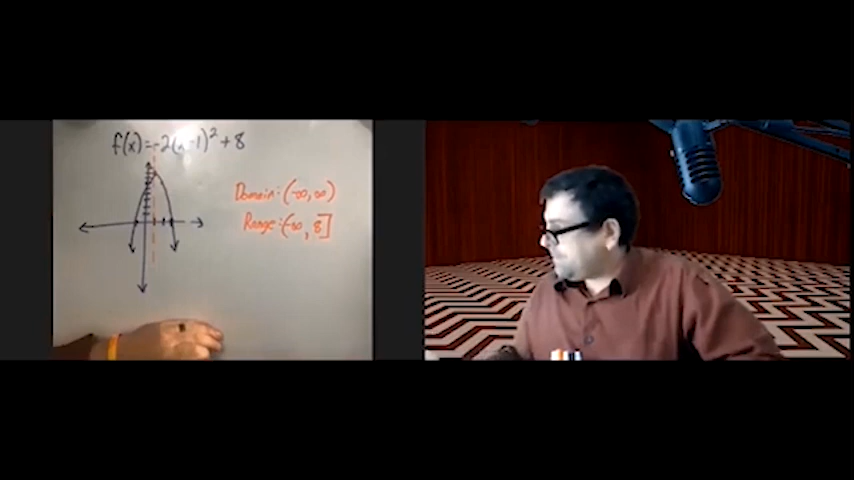 f(x)=-2(x-1)²+8
Domain:(-∞,∞)
Range:(-∞,8]